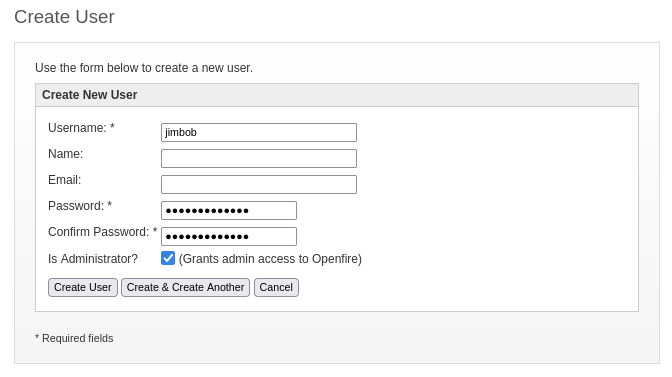 Create User
Use the form below to create a new user.
Create New User
Username: * jimbob
Name:
Email:
Password: * ●●●●●●●●●●●●●
Confirm Password: * ●●●●●●●●●●●●●
Is Administrator? (Grants admin access to Openfire)
Create User Create & Create Another Cancel
* Required fields